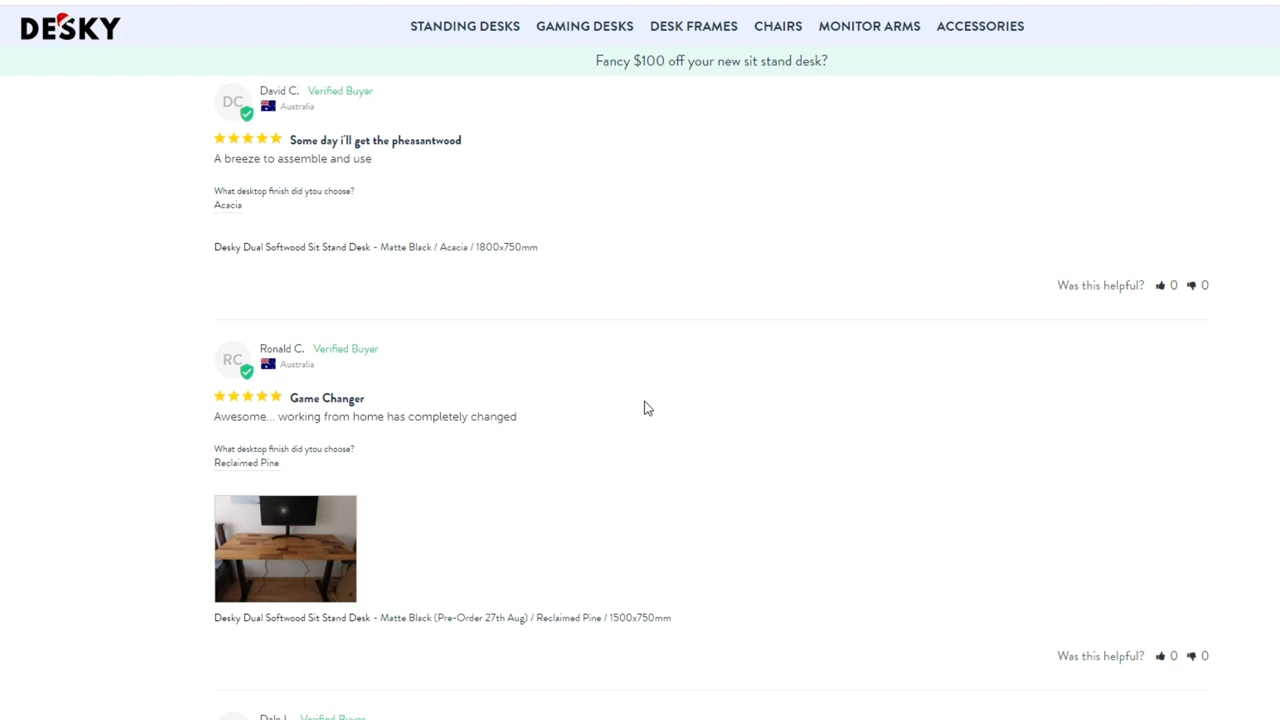 DESKY
STANDING DESKS GAMING DESKS DESK FRAMES CHAIRS MONITOR ARMS ACCESSORIES
Fancy $100 off your new sit stand desk?
DC
David C. Verified Buyer
Australia
Some day i'll get the pheasantwood
A breeze to assemble and use
What desktop finish did ytou choose?
Acacia
Desky Dual Softwood Sit Stand Desk - Matte Black / Acacia / 1800x750mm
Was this helpful? 0 0
RC
Ronald C. Verified Buyer
Australia
Game Changer
Awesome... working from home has completely changed
What desktop finish did ytou choose?
Reclaimed Pine
Desky Dual Softwood Sit Stand Desk - Matte Black (Pre-Order 27th Aug) / Reclaimed Pine / 1500x750mm
Was this helpful? 0 0
Dale L. Verified Buyer